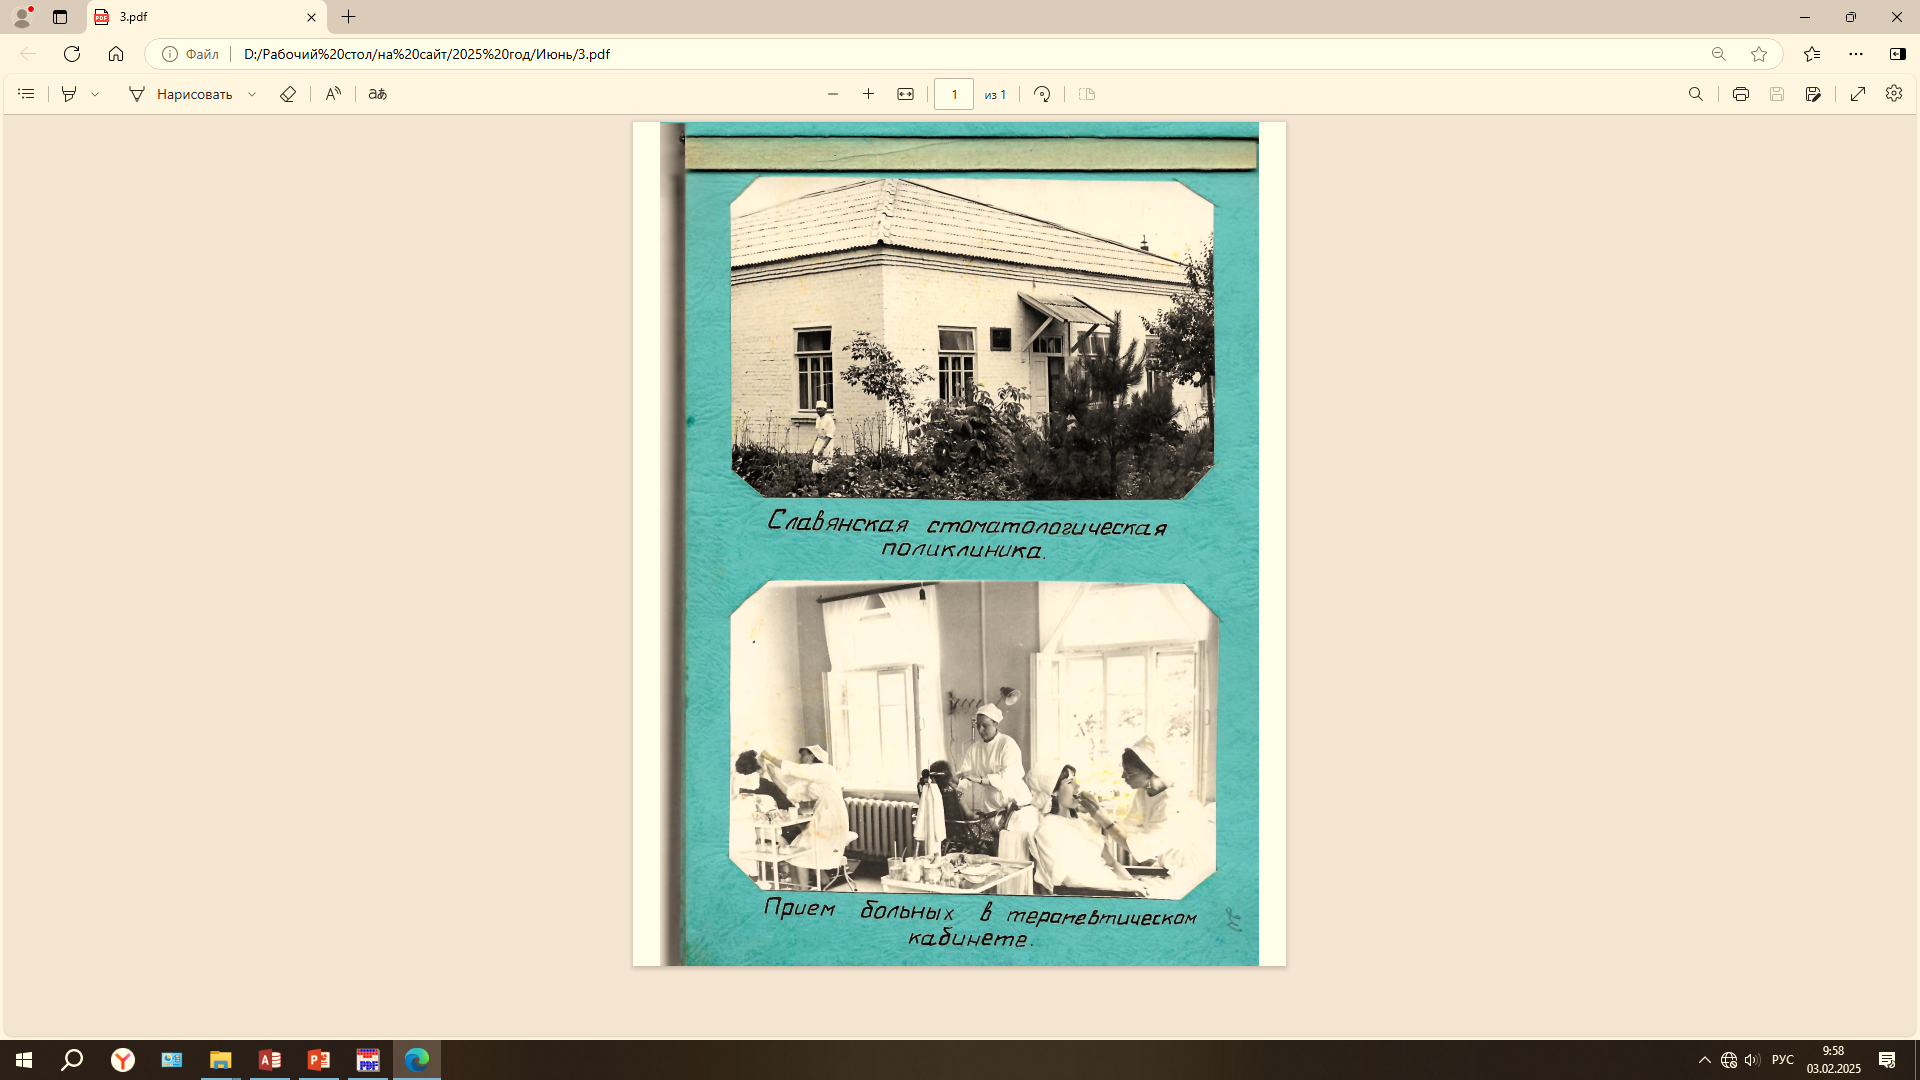 3.pdf
Файл
D:/Рабочий%20стол/на%20сайт/2025%20год/Июнь/3.pdf
Нарисовать
1 из 1
Славянская стоматологическая
поликлиника.
Прием больных в терапевтическом
кабинете.
РУС
9:58
03.02.2025